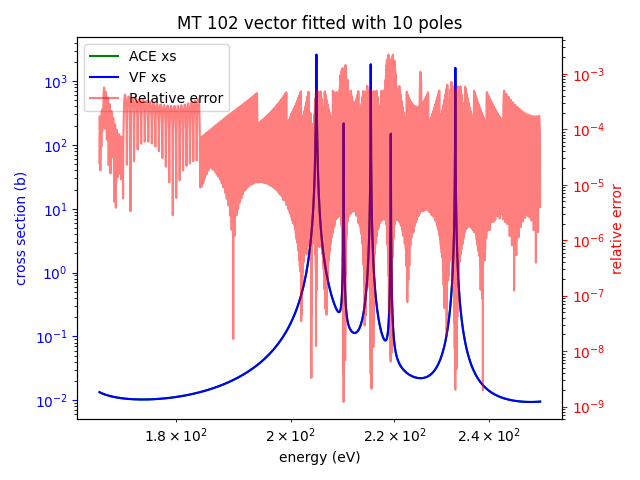 MT 102 vector fitted with 10 poles
ACE xs
VF xs
Relative error
10³
10²
10¹
10⁰
10⁻¹
10⁻²
cross section (b)
10⁻³
10⁻⁴
10⁻⁵
10⁻⁶
10⁻⁷
10⁻⁸
10⁻⁹
relative error
1.8 × 10² 2 × 10² 2.2 × 10² 2.4 × 10²
energy (eV)